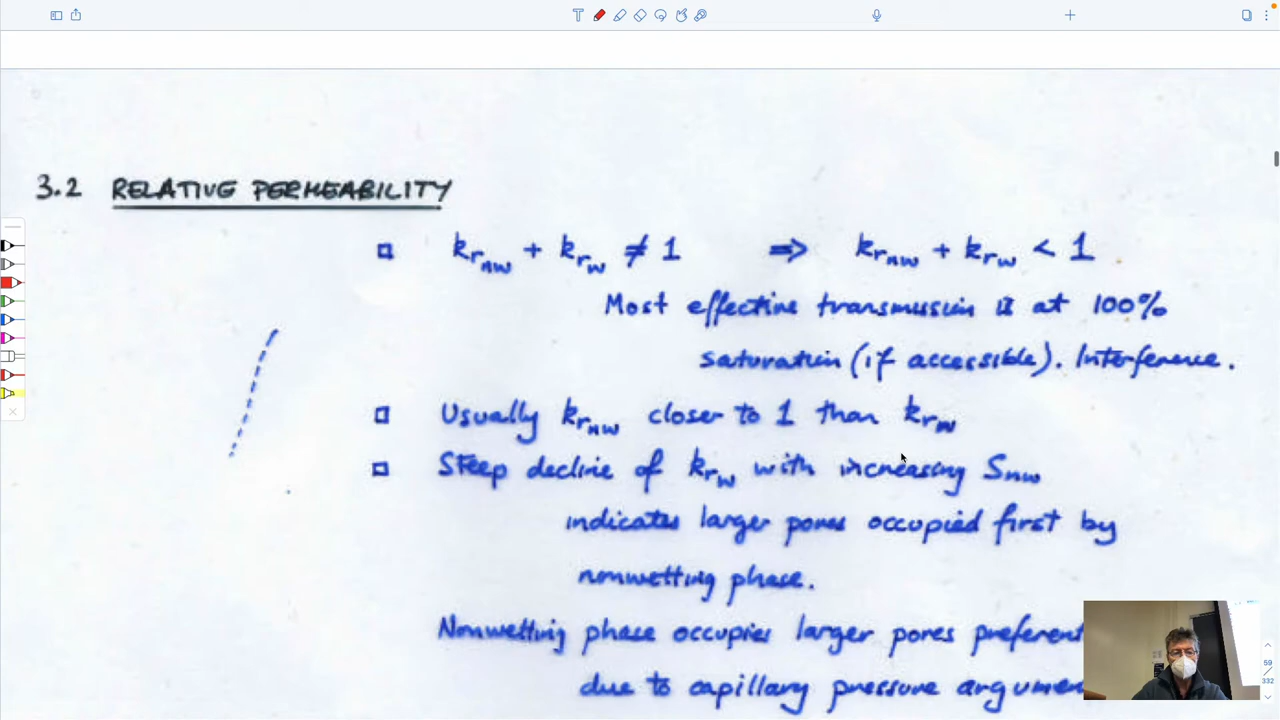 3.2 RELATIVE PERMEABILITY
k_rnw + k_rw ≠ 1 ⇒ k_rnw + k_rw < 1
Most effective transmission is at 100%
saturation (if accessible). Interference.
Usually k_rnw closer to 1 than k_rw
Steep decline of k_rw with increasing S_nw
indicates larger pores occupied first by
nonwetting phase.
Nonwetting phase occupies larger pores preferent
due to capillary pressure argumen
59
332